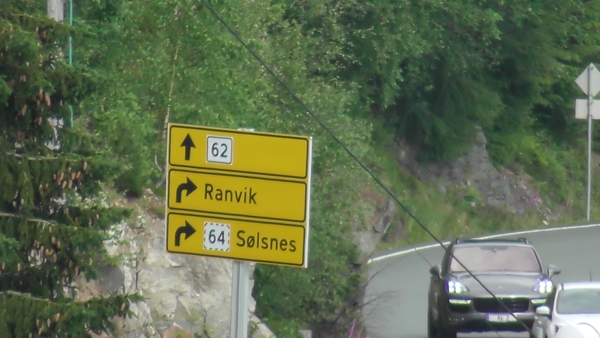 62
Ranvik
64 Sølsnes